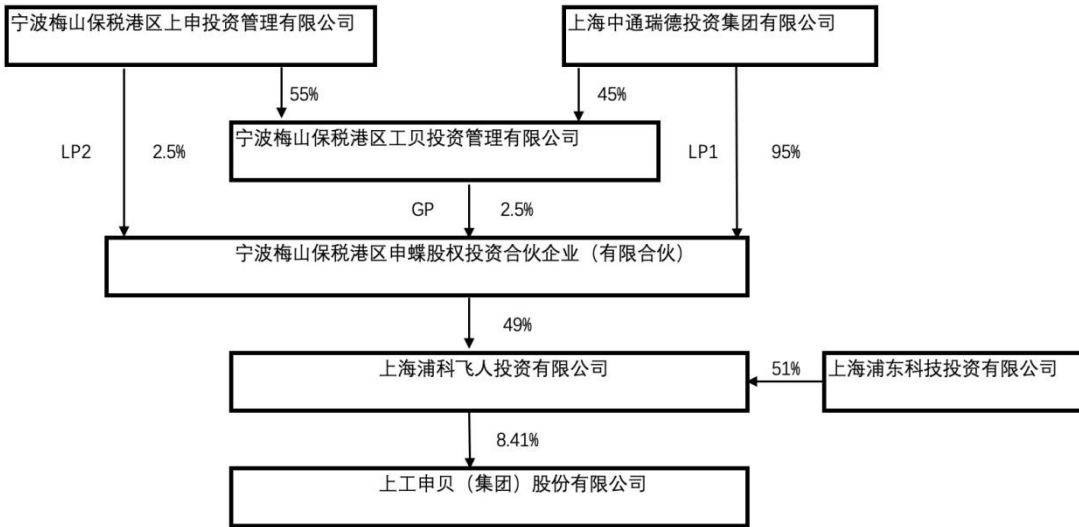 宁波梅山保税港区上申投资管理有限公司
上海中通瑞德投资集团有限公司
55%
45%
宁波梅山保税港区工贝投资管理有限公司
LP2
2.5%
LP1
95%
GP
2.5%
宁波梅山保税港区申蝶股权投资合伙企业（有限合伙）
49%
上海浦科飞人投资有限公司
51%
上海浦东科技投资有限公司
8.41%
上工申贝（集团）股份有限公司